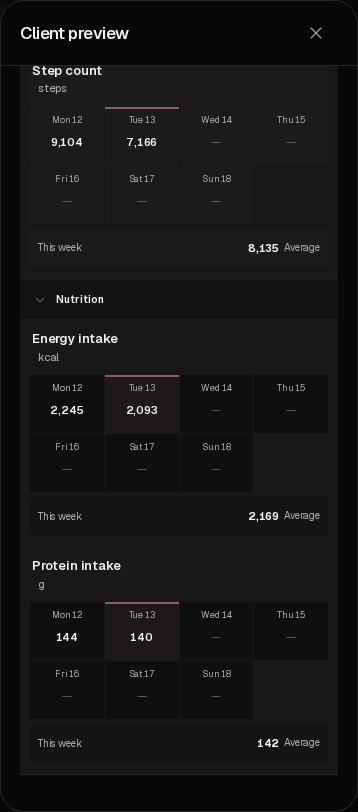 Client preview
Step count
steps
Mon 12 Tue 13 Wed 14 Thu 15
9,104 7,166 — —
Fri 16 Sat 17 Sun 18
— — —
This week 8,135 Average
Nutrition
Energy intake
kcal
Mon 12 Tue 13 Wed 14 Thu 15
2,245 2,093 — —
Fri 16 Sat 17 Sun 18
— — —
This week 2,169 Average
Protein intake
g
Mon 12 Tue 13 Wed 14 Thu 15
144 140 — —
Fri 16 Sat 17 Sun 18
— — —
This week 142 Average